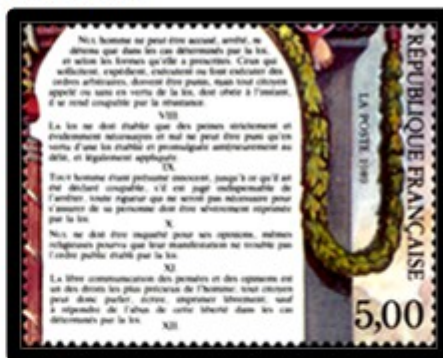 NUL homme ne peut être accusé, arrêté, ni
détenu que dans les cas déterminés par la loi,
et selon les formes qu'elle a prescrites. Ceux qui
sollicitent, expédient, exécutent ou font exécuter des
ordres arbitraires, doivent être punis, mais tout citoyen
appelé ou saisi en vertu de la loi, doit obéir à l'instant,
il se rend coupable par la résistance.
VIII.
LA loi ne doit établir que des peines strictement et
évidemment nécessaires et nul ne peut être puni qu'en
vertu d'une loi établie et promulguée antérieurement au
délit, et légalement appliquée.
IX.
TOUT homme étant présumé innocent, jusqu'à ce qu'il ait
été déclaré coupable, s'il est jugé indispensable de
l'arrêter, toute rigueur qui ne serait pas nécessaire pour
s'assurer de sa personne doit être sévèrement réprimée
par la loi.
X.
NUL ne doit être inquiété pour ses opinions, mêmes
religieuses pourvu que leur manifestation ne trouble pas
l'ordre public établi par la loi.
XI.
LA libre communication des pensées et des opinions est
un des droits les plus précieux de l'homme: tout citoyen
peut donc parler, écrire, imprimer librement, sauf
à répondre de l'abus de cette liberté dans les cas
déterminés par la loi.
XII.
RÉPUBLIQUE FRANÇAISE
LA POSTE 1989
5,00